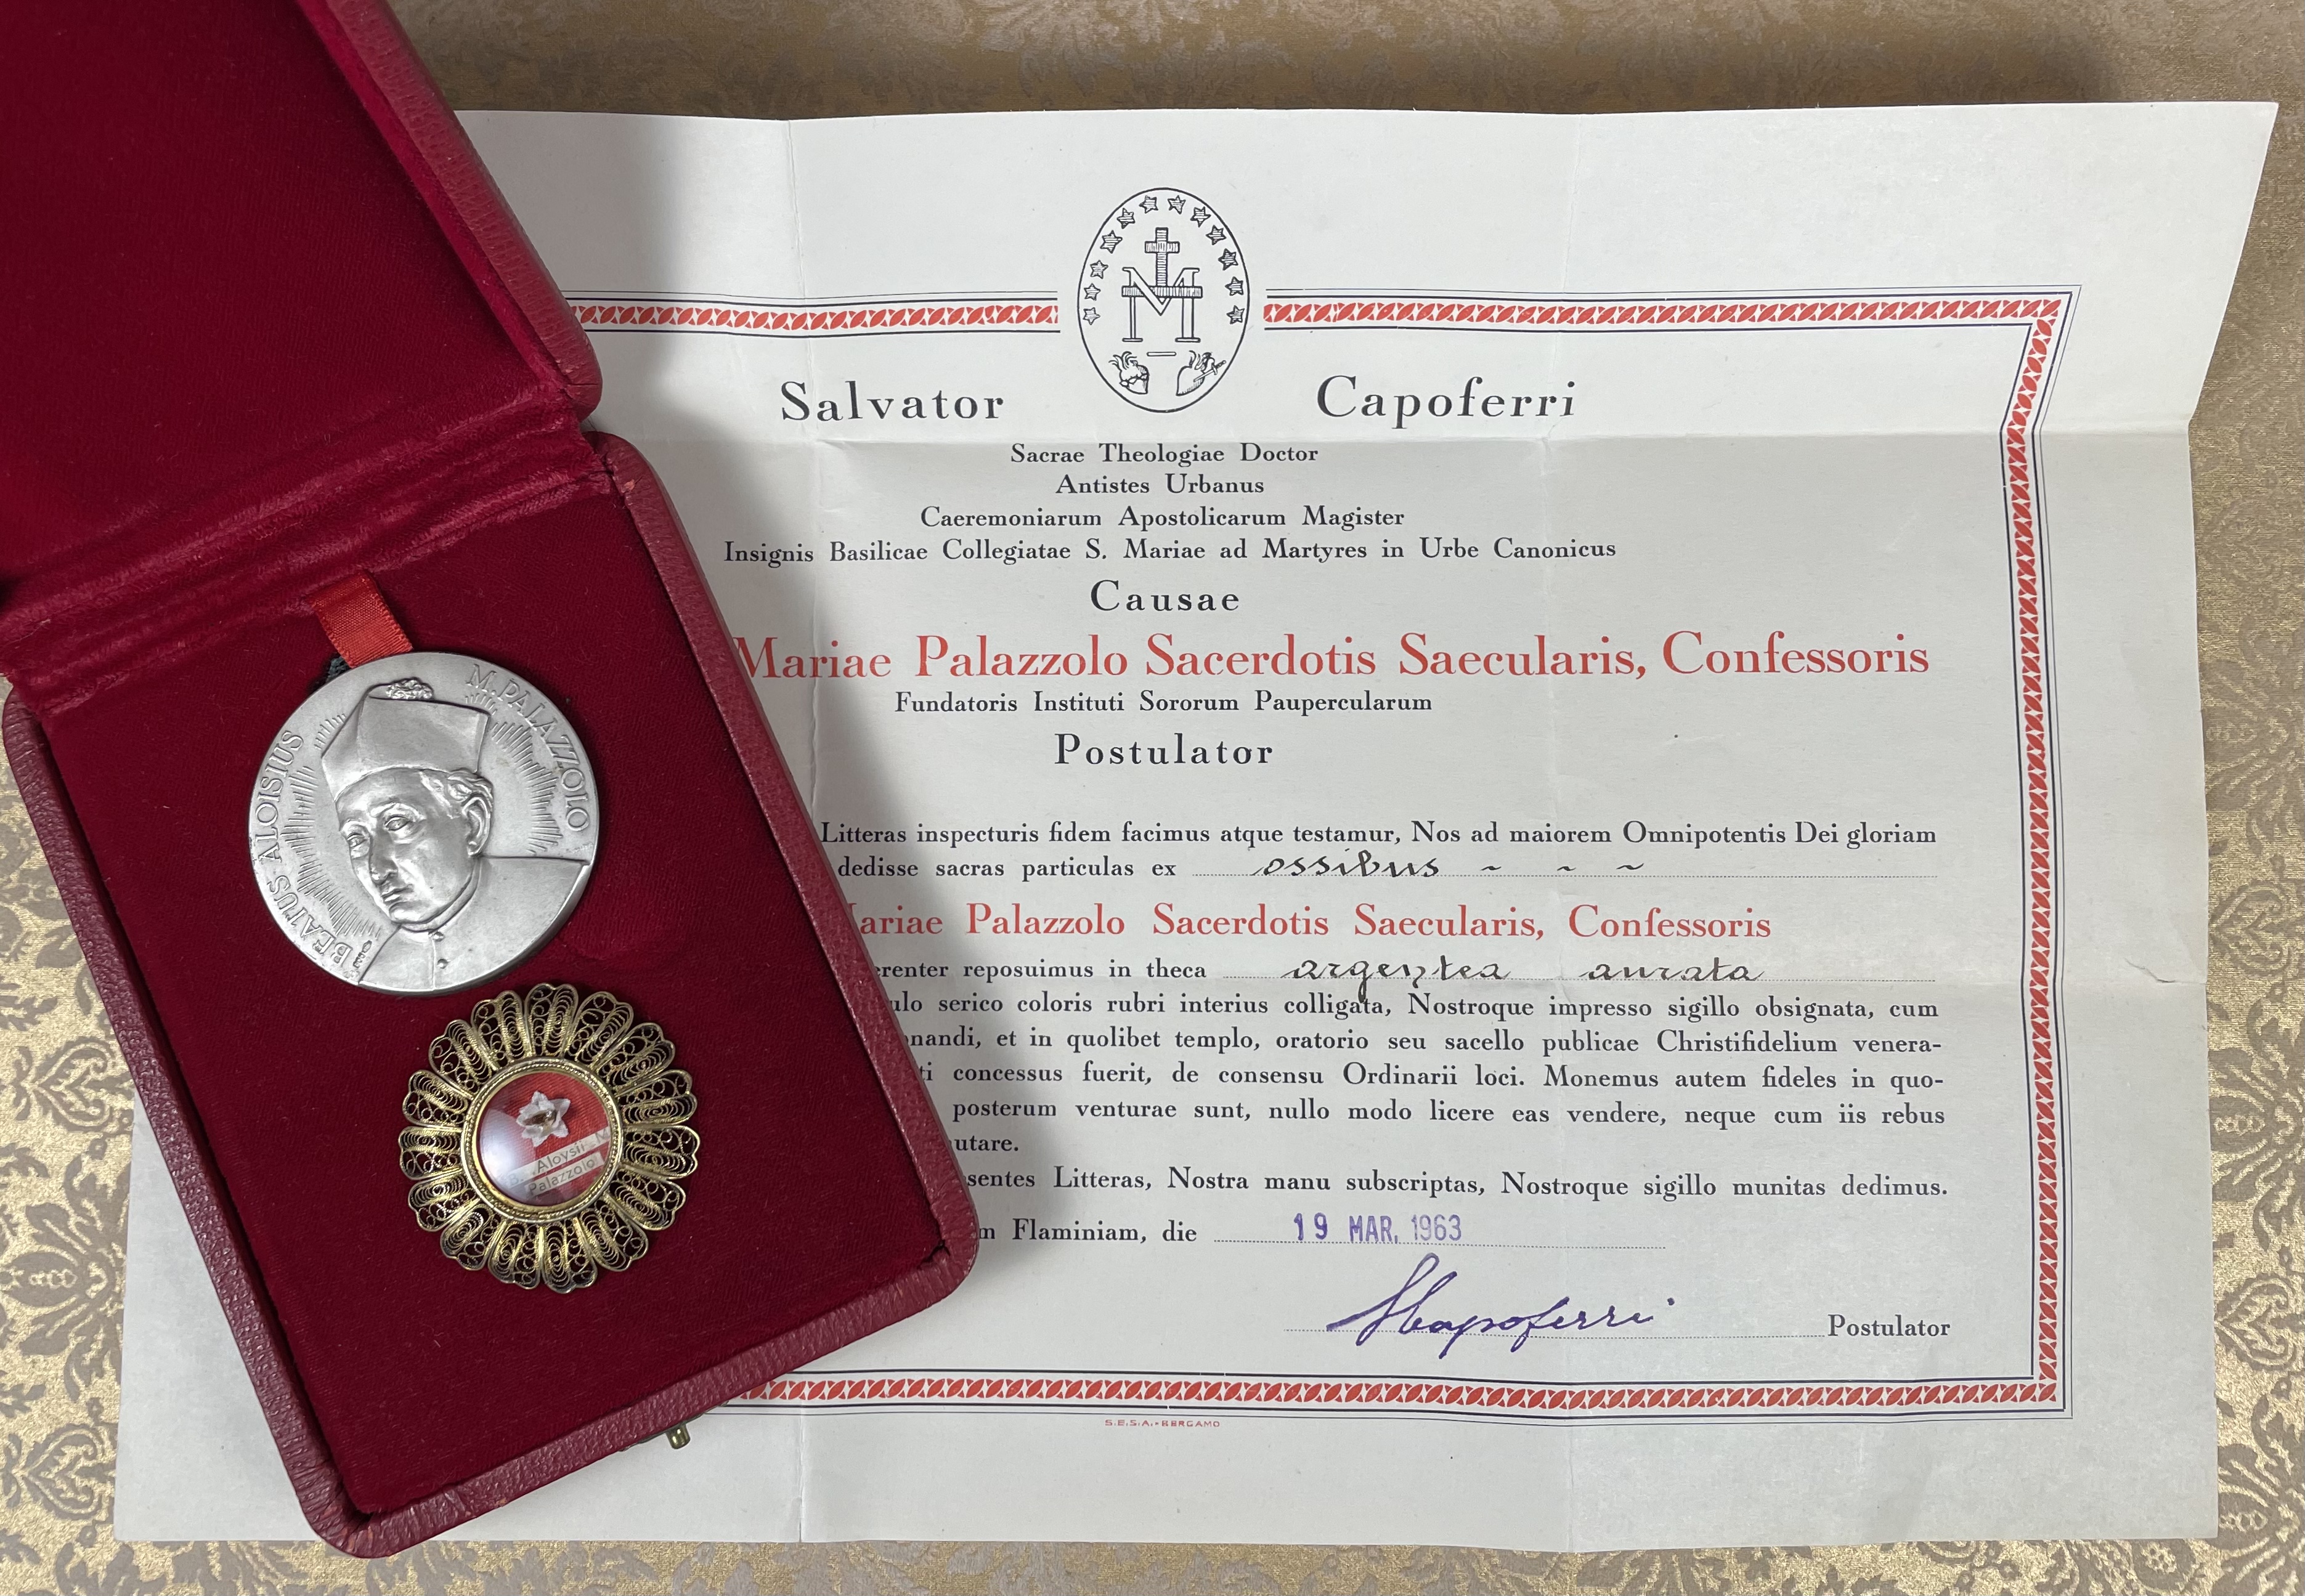 Salvator Capoferri
Sacrae Theologiae Doctor
Antistes Urbanus
Caeremoniarum Apostolicarum Magister
Insignis Basilicae Collegiatae S. Mariae ad Martyres in Urbe Canonicus
Causae
Mariae Palazzolo Sacerdotis Saecularis, Confessoris
Fundatoris Instituti Sororum Paupercularum
Postulator
Litteras inspecturis fidem facimus atque testamur, Nos ad maiorem Omnipotentis Dei gloriam
dedisse sacras particulas ex ossibus ~ ~ ~
ariae Palazzolo Sacerdotis Saecularis, Confessoris
erenter reposuimus in theca argentea aurata
ulo serico coloris rubri interius colligata, Nostroque impresso sigillo obsignata, cum
nandi, et in quolibet templo, oratorio seu sacello publicae Christifidelium venera-
ti concessus fuerit, de consensu Ordinarii loci. Monemus autem fideles in quo-
posterum venturae sunt, nullo modo licere eas vendere, neque cum iis rebus
utare.
sentes Litteras, Nostra manu subscriptas, Nostroque sigillo munitas dedimus.
m Flaminiam, die 19 MAR. 1963
SCapoferri Postulator
S.E.S.A. - BERGAMO
BEATUS ALOISIUS M. PALAZZOLO
Aloysii M
Palazzolo